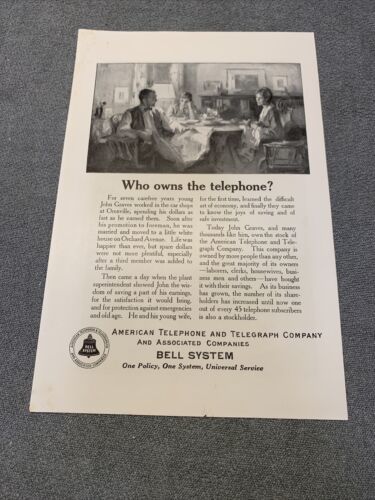 Who owns the telephone?
For seven carefree years young
John Graves worked in the car shops
at Orenville, spending his dollars as
fast as he earned them. Soon after
his promotion to foreman, he was
married and moved to a little white
house on Orchard Avenue. Life was
happier than ever, but spare dollars
were not more plentiful, especially
after a third member was added to
the family.
Then came a day when the plant
superintendent showed John the wis-
dom of saving a part of his earnings,
for the satisfaction it would bring,
and for protection against emergencies
and old age. He and his young wife,
for the first time, learned the difficult
art of economy, and finally they came
to know the joys of saving and of
safe investment.
Today John Graves, and many
thousands like him, own the stock of
the American Telephone and Tele-
graph Company. This company is
owned by more people than any other,
and the great majority of its owners
—laborers, clerks, housewives, busi-
ness men and others—have bought
it with their savings. As its business
has grown, the number of its share-
holders has increased until now one
out of every 45 telephone subscribers
is also a stockholder.
BELL
SYSTEM
AMERICAN TELEPHONE AND TELEGRAPH COMPANY
AND ASSOCIATED COMPANIES
BELL SYSTEM
One Policy, One System, Universal Service